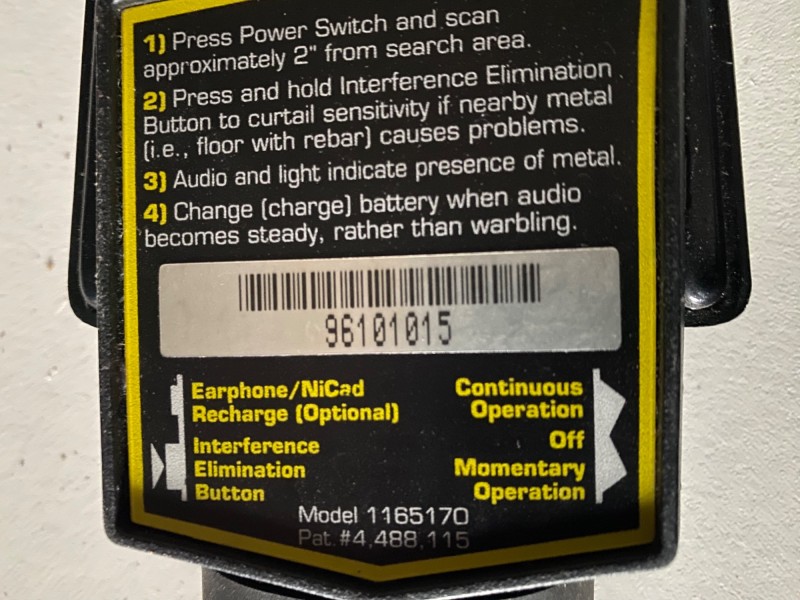 1) Press Power Switch and scan
approximately 2" from search area.
2) Press and hold Interference Elimination
Button to curtail sensitivity if nearby metal
(i.e., floor with rebar) causes problems.
3) Audio and light indicate presence of metal.
4) Change (charge) battery when audio
becomes steady, rather than warbling.
96101015
Earphone/NiCad
Recharge (Optional)
Interference
Elimination
Button
Continuous
Operation
Off
Momentary
Operation
Model 1165170
Pat.#4,488,115